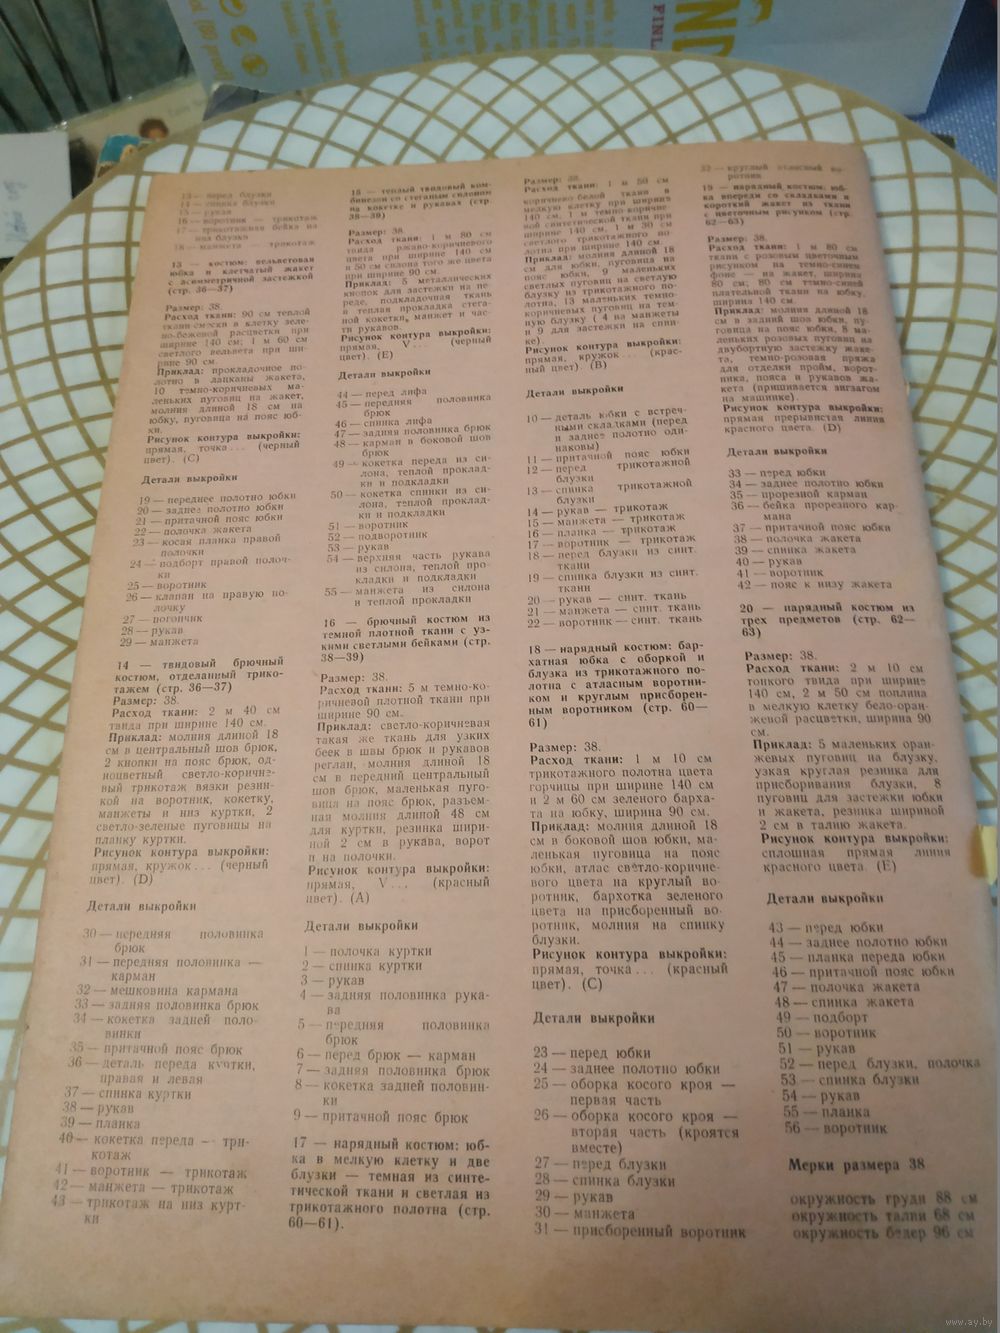 13 — перед блузки
14 — спинка блузки
15 — рукав
16 — воротник — трикотаж
17 — трикотажная бейка на
низ блузки
18 — манжета — трикотаж
13 — костюм: вельветовая
юбка и клетчатый жакет
с асимметричной застежкой
(стр. 36—37)
Размер: 38.
Расход ткани: 90 см теплой
ткани-смески в клетку зеле-
но-бежевой расцветки при
ширине 140 см; 1 м 60 см
светлого вельвета при ши-
рине 90 см.
Приклад: прокладочное по-
лотно в лацканы жакета,
10 темно-коричневых ма-
леньких пуговиц на жакет,
молния длиной 18 см на
юбку, пуговица на пояс юб-
ки.
Рисунок контура выкройки:
прямая, точка... (черный
цвет). (С)
Детали выкройки
19 — переднее полотно юбки
20 — заднее полотно юбки
21 — притачной пояс юбки
22 — полочка жакета
23 — косая планка правой
полочки
24 — подборт правой полоч-
ки
25 — воротник
26 — клапан на правую по-
лочку
27 — погончик
28 — рукав
29 — манжета
14 — твидовый брючный
костюм, отделанный трико-
тажем (стр. 36—37)
Размер: 38.
Расход ткани: 2 м 40 см
твида при ширине 140 см.
Приклад: молния длиной 18
см в центральный шов брюк,
2 кнопки на пояс брюк, од-
ноцветный светло-коричне-
вый трикотаж вязки резин-
кой на воротник, кокетку,
манжеты и низ куртки, 2
светло-зеленые пуговицы на
планку куртки.
Рисунок контура выкройки:
прямая, кружок... (черный
цвет). (D)
Детали выкройки
30 — передняя половинка
брюк
31 — передняя половинка —
карман
32 — мешковина кармана
33 — задняя половинка брюк
34 — кокетка задней поло-
винки
35 — притачной пояс брюк
36 — деталь переда куртки,
правая и левая
37 — спинка куртки
38 — рукав
39 — планка
40 — кокетка переда — три-
котаж
41 — воротник — трикотаж
42 — манжета — трикотаж
43 — трикотаж на низ курт-
ки
15 — теплый твидовый ком-
бинезон со стеганым силоном
на кокетке и рукавах (стр.
38—39)
Размер: 38.
Расход ткани: 1 м 80 см
твида ржаво-коричневого
цвета при ширине 140 см
и 50 см силона того же цвета
при ширине 90 см.
Приклад: 5 металлических
кнопок для застежки на пе-
реде, подкладочная ткань
и теплая прокладка стега-
ной кокетки, манжет и час-
ти рукавов.
Рисунок контура выкройки:
прямая, V... (черный
цвет). (Е)
Детали выкройки
44 — перед лифа
45 — передняя половинка
брюк
46 — спинка лифа
47 — задняя половинка брюк
48 — карман в боковой шов
брюк
49 — кокетка переда из си-
лона, теплой проклад-
ки и подкладки
50 — кокетка спинки из си-
лона, теплой проклад-
ки и подкладки
51 — воротник
52 — подворотник
53 — рукав
54 — верхняя часть рукава
из силона, теплой про-
кладки и подкладки
55 — манжета из силона
и теплой прокладки
16 — брючный костюм из
темной плотной ткани с уз-
кими светлыми бейками (стр.
38—39)
Размер: 38.
Расход ткани: 5 м темно-ко-
ричневой плотной ткани при
ширине 90 см.
Приклад: светло-коричневая
такая же ткань для узких
беек в швы брюк и рукавов
реглан, молния длиной 18
см в передний центральный
шов брюк, маленькая пуго-
вица на пояс брюк, разъем-
ная молния длиной 48 см
для куртки, резинка шири-
ной 2 см в рукава, ворот
и на полочки.
Рисунок контура выкройки:
прямая, V... (красный
цвет). (А)
Детали выкройки
1 — полочка куртки
2 — спинка куртки
3 — рукав
4 — задняя половинка рука-
ва
5 — передняя половинка
брюк
6 — перед брюк — карман
7 — задняя половинка брюк
8 — кокетка задней половин-
ки
9 — притачной пояс брюк
17 — нарядный костюм: юб-
ка в мелкую клетку и две
блузки — темная из синте-
тической ткани и светлая из
трикотажного полотна (стр.
60—61).
Размер: 38.
Расход ткани: 1 м 50 см
коричнево-белой ткани в
мелкую клетку при ширине
140 см, 1 м темно-коричне-
вой синтетической ткани при
ширине 140 см, 1 м 30 см
светлого трикотажного по-
лотна при ширине 140 см.
Приклад: молния длиной 18
см для юбки, пуговица на
пояс юбки, 9 маленьких
светлых пуговиц на светлую
блузку из трикотажного по-
лотна, 13 маленьких темно-
коричневых пуговиц на тем-
ную блузку ( 4 на манжеты
и 9 для застежки на спин-
ке).
Рисунок контура выкройки:
прямая, кружок... (крас-
ный цвет). (В)
Детали выкройки
10 — деталь юбки с встреч-
ными складками (перед
и заднее полотно оди-
наковы)
11 — притачной пояс юбки
12 — перед трикотажной
блузки
13 — спинка трикотажной
блузки
14 — рукав — трикотаж
15 — манжета — трикотаж
16 — планка — трикотаж
17 — воротник — трикотаж
18 — перед блузки из синт.
ткани
19 — спинка блузки из синт.
ткани
20 — рукав — синт. ткань
21 — манжета — синт. ткань
22 — воротник — синт. ткань
18 — нарядный костюм: бар-
хатная юбка с оборкой и
блузка из трикотажного по-
лотна с атласным воротни-
ком и круглым присборен-
ным воротником (стр. 60—
61)
Размер: 38.
Расход ткани: 1 м 10 см
трикотажного полотна цвета
горчицы при ширине 140 см
и 2 м 60 см зеленого барха-
та на юбку, ширина 90 см.
Приклад: молния длиной 18
см в боковой шов юбки, ма-
ленькая пуговица на пояс
юбки, атлас светло-коричне-
вого цвета на круглый во-
ротник, бархотка зеленого
цвета на присборенный во-
ротник, молния на спинку
блузки.
Рисунок контура выкройки:
прямая, точка... (красный
цвет). (С)
Детали выкройки
23 — перед юбки
24 — заднее полотно юбки
25 — оборка косого кроя —
первая часть
26 — оборка косого кроя —
вторая часть (кроятся
вместе)
27 — перед блузки
28 — спинка блузки
29 — рукав
30 — манжета
31 — присборенный воротник
32 — круглый атласный во-
ротник
19 — нарядный костюм, юб-
ка впереди со складками и
короткий жакет из ткани
с цветочным рисунком (стр.
62—63)
Размер: 38.
Расход ткани: 1 м 80 см
ткани с розовым цветочным
рисунком на темно-синем
фоне — на жакет, ширина
80 см; 80 см темно-синей
плательной ткани на юбку,
ширина 140 см.
Приклад: молния длиной 18
см в задний шов юбки, пу-
говица на пояс юбки, 8 ма-
леньких розовых пуговиц на
двубортную застежку жаке-
та, темно-розовая пряжа
для отделки пройм, ворот-
ника, пояса и рукавов жа-
кета (пришивается зигзагом
на машинке).
Рисунок контура выкройки:
прямая прерывистая линия
красного цвета. (D)
Детали выкройки
33 — перед юбки
34 — заднее полотно юбки
35 — прорезной карман
36 — бейка прорезного кар-
мана
37 — притачной пояс юбки
38 — полочка жакета
39 — спинка жакета
40 — рукав
41 — воротник
42 — пояс к низу жакета
20 — нарядный костюм из
трех предметов (стр. 62—
63)
Размер: 38.
Расход ткани: 2 м 10 см
тонкого твида при ширине
140 см, 2 м 50 см поплина
в мелкую клетку бело-оран-
жевой расцветки, ширина 90
см.
Приклад: 5 маленьких оран-
жевых пуговиц на блузку,
узкая круглая резинка для
присборивания блузки, 8
пуговиц для застежки юбки
и жакета, резинка шириной
2 см в талию жакета.
Рисунок контура выкройки:
сплошная прямая линия
красного цвета. (Е)
Детали выкройки
43 — перед юбки
44 — заднее полотно юбки
45 — планка переда юбки
46 — притачной пояс юбки
47 — полочка жакета
48 — спинка жакета
49 — подборт
50 — воротник
51 — рукав
52 — перед блузки, полочка
53 — спинка блузки
54 — рукав
55 — планка
56 — воротник
Мерки размера 38
окружность груди 88 см
окружность талии 68 см
окружность бедер 96 см
www.ay.by